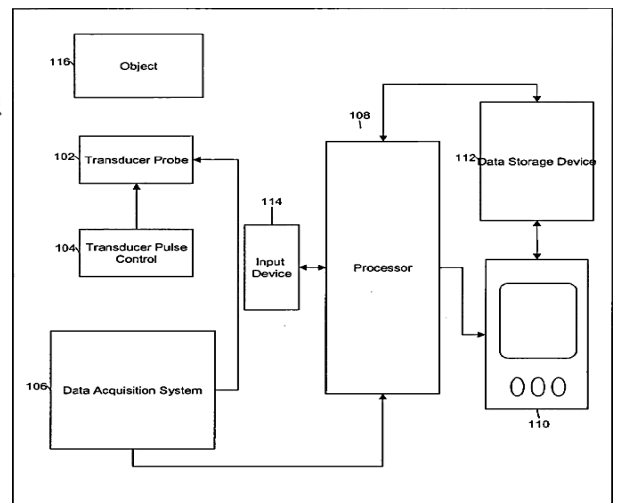 116
Object
108
102
Transducer Probe
112
Data Storage Device
114
104
Transducer Pulse
Control
Input
Device
Processor
106
Data Acquisition System
110